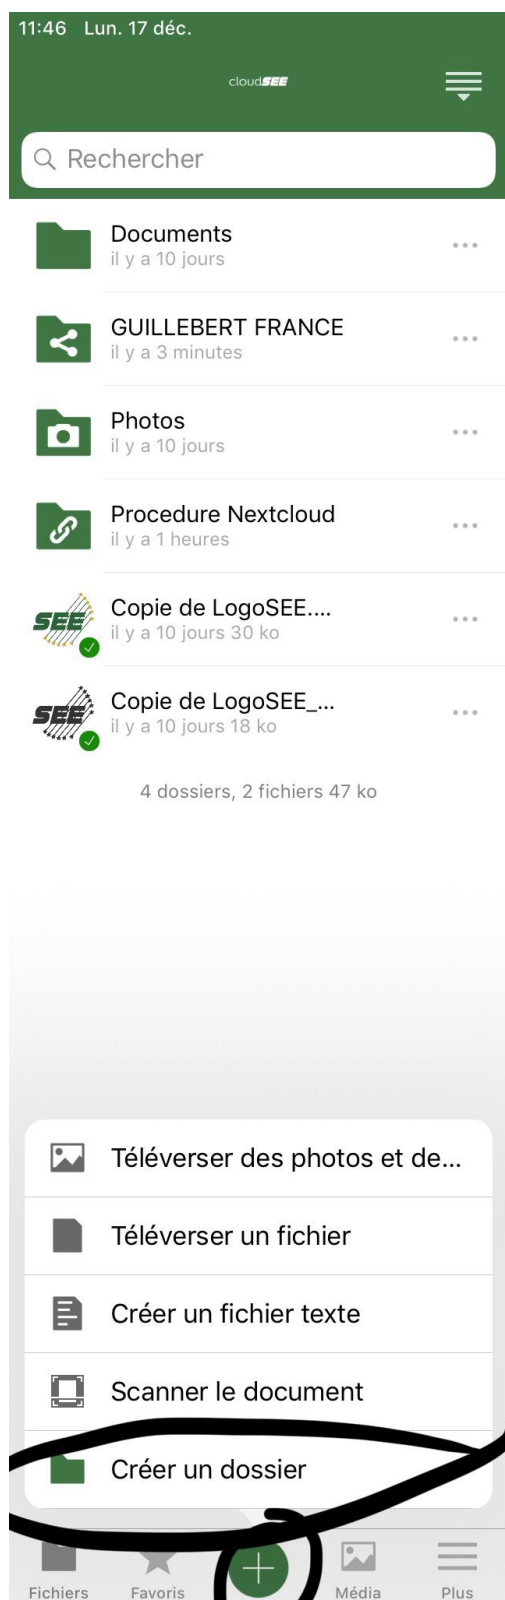 11:46 Lun. 17 déc.
cloudSEE
Rechercher
Documents
il y a 10 jours
GUILLEBERT FRANCE
il y a 3 minutes
Photos
il y a 10 jours
Procedure Nextcloud
il y a 1 heures
SEE
Copie de LogoSEE....
il y a 10 jours 30 ko
SEE
Copie de LogoSEE_...
il y a 10 jours 18 ko
4 dossiers, 2 fichiers 47 ko
Téléverser des photos et de...
Téléverser un fichier
Créer un fichier texte
Scanner le document
Créer un dossier
Fichiers Favoris Média Plus